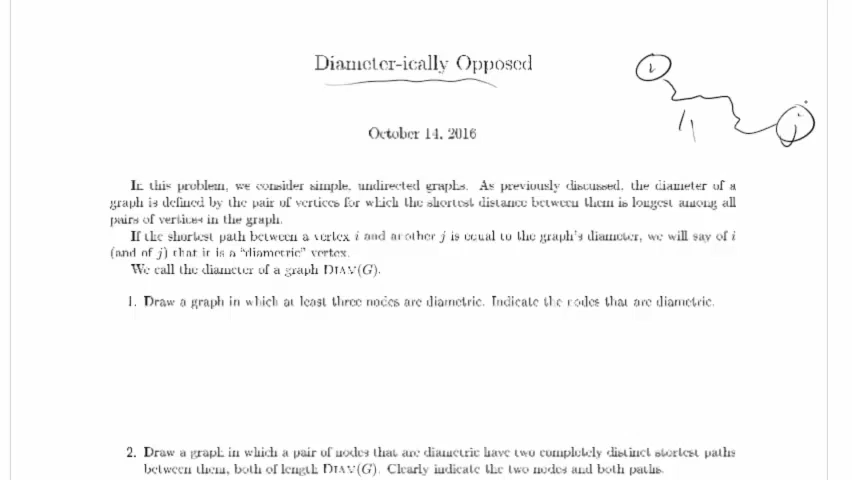 Diameter-ically Opposed
i
j
October 14, 2016
In this problem, we consider simple, undirected graphs. As previously discussed, the diameter of a
graph is defined by the pair of vertices for which the shortest distance between them is longest among all
pairs of vertices in the graph.
If the shortest path between a vertex i and another j is equal to the graph's diameter, we will say of i
(and of j) that it is a "diametric" vertex.
We call the diameter of a graph DIAM(G).
1. Draw a graph in which at least three nodes are diametric. Indicate the nodes that are diametric.
2. Draw a graph in which a pair of nodes that are diametric have two completely distinct shortest paths
between them, both of length DIAM(G). Clearly indicate the two nodes and both paths.